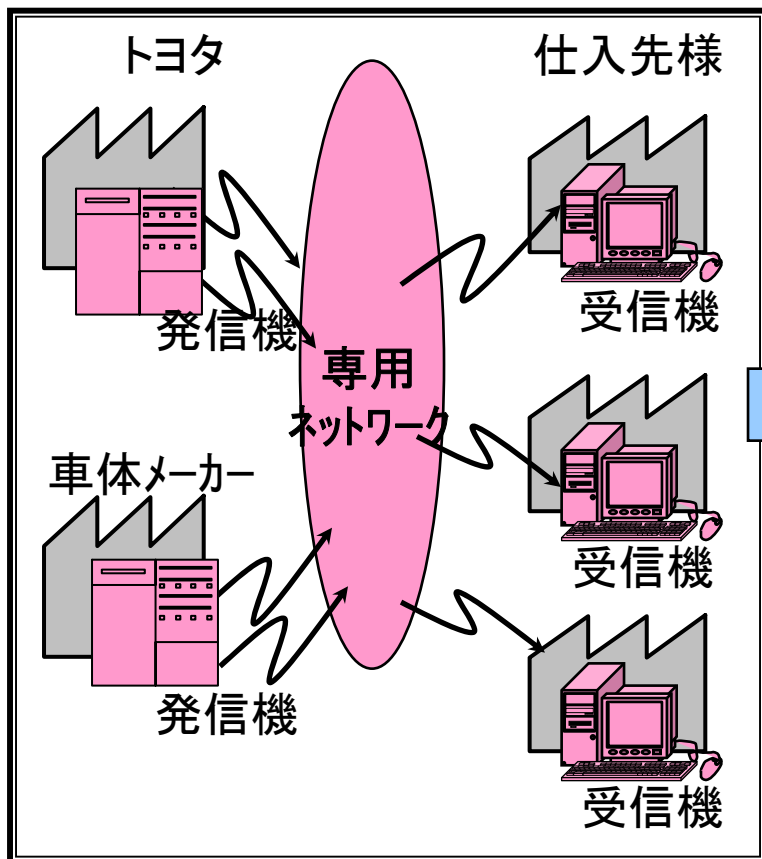 トヨタ
仕入先様
発信機
受信機
専用
ネットワーク
車体メーカー
受信機
発信機
受信機